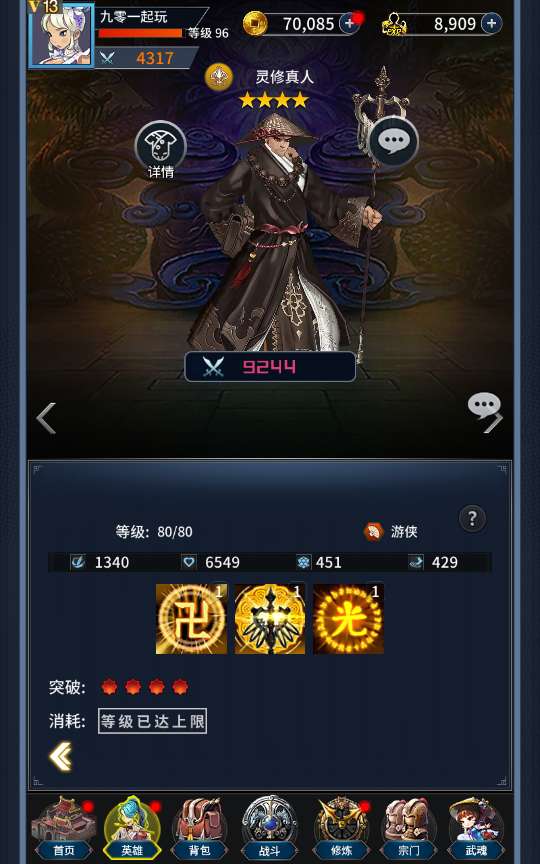 V13
九零一起玩
等级 96
70,085
8,909
EXP
4317
灵修真人
详情
9244
等级: 80/80
游侠
?
1340
6549
451
429
卍 1
1
光 1
突破:
消耗: 等级已达上限
首页
英雄
背包
战斗
修炼
宗门
武魂